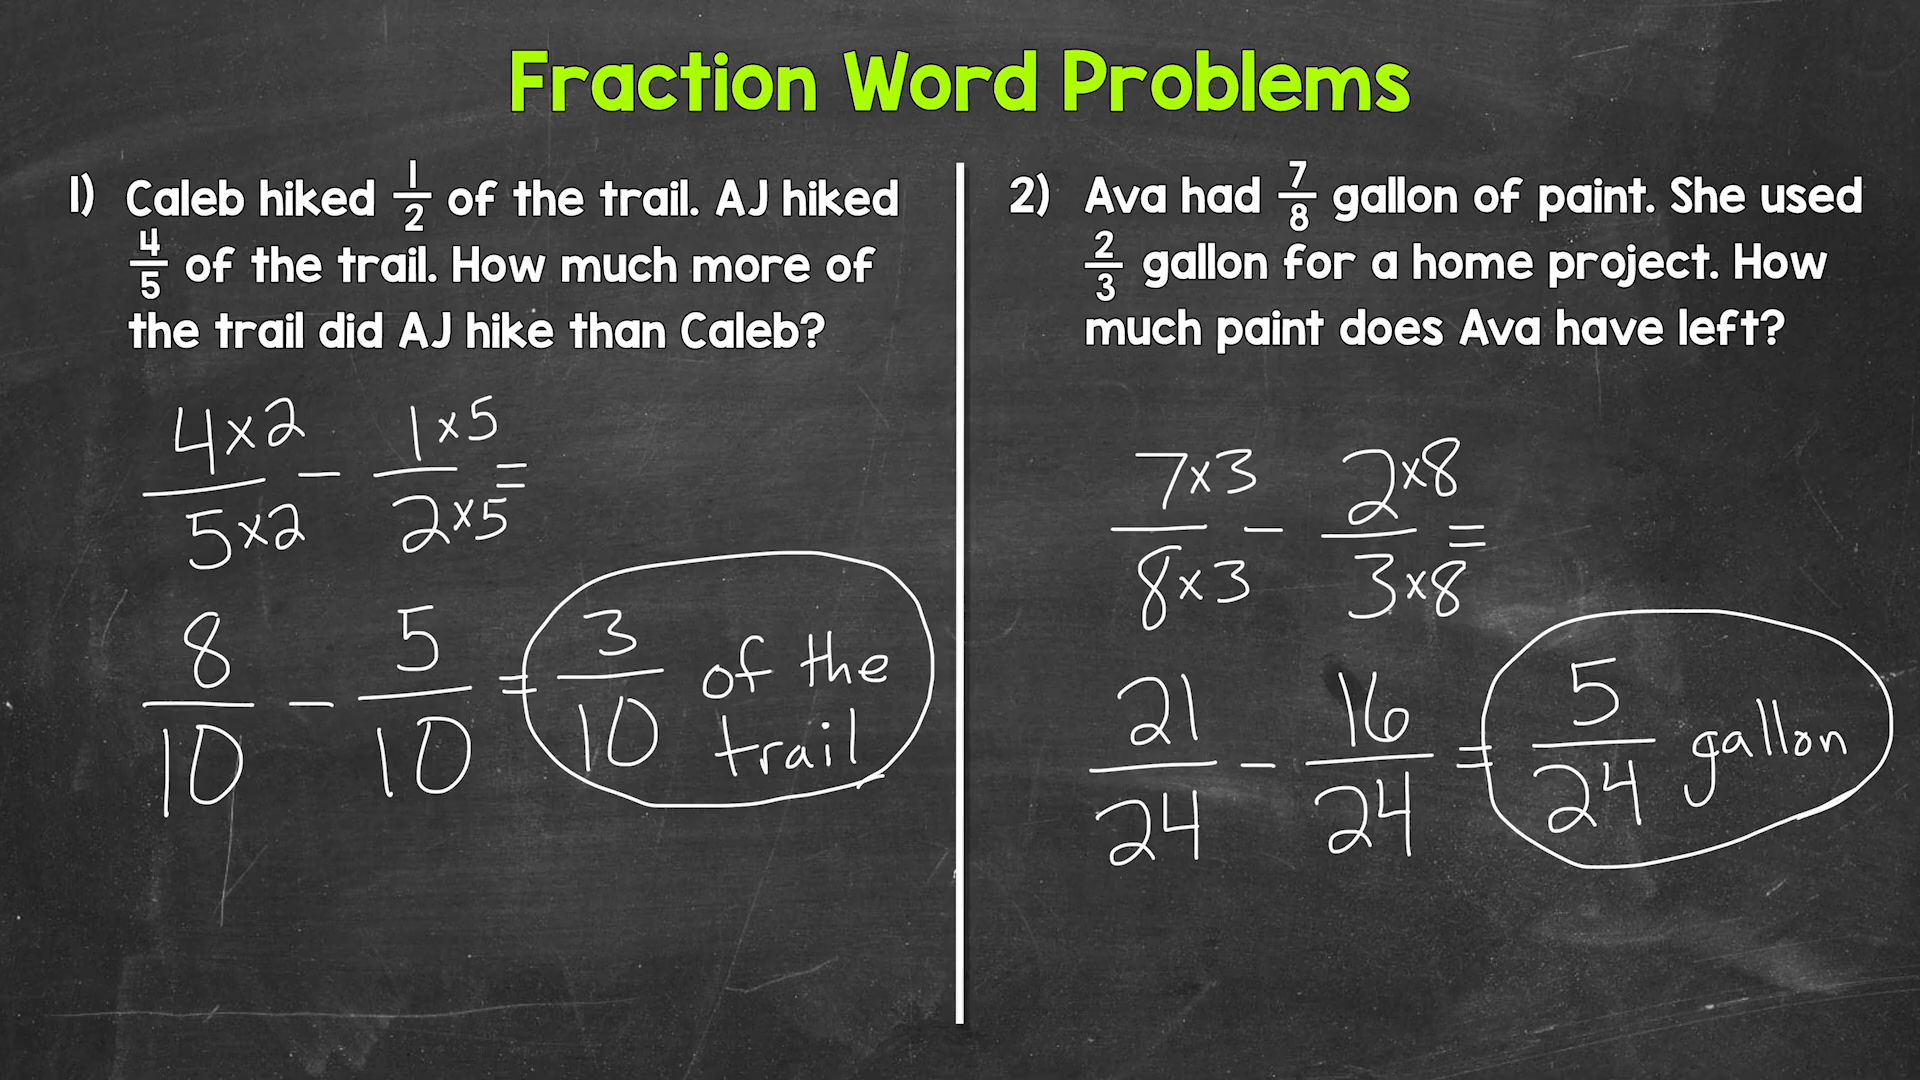 Fraction Word Problems
1) Caleb hiked 1/2 of the trail. AJ hiked
4/5 of the trail. How much more of
the trail did AJ hike than Caleb?
4x2/5x2 - 1x5/2x5 =
8/10 - 5/10 = 3/10 of the
trail
2) Ava had 7/8 gallon of paint. She used
2/3 gallon for a home project. How
much paint does Ava have left?
7x3/8x3 - 2x8/3x8 =
21/24 - 16/24 = 5/24 gallon